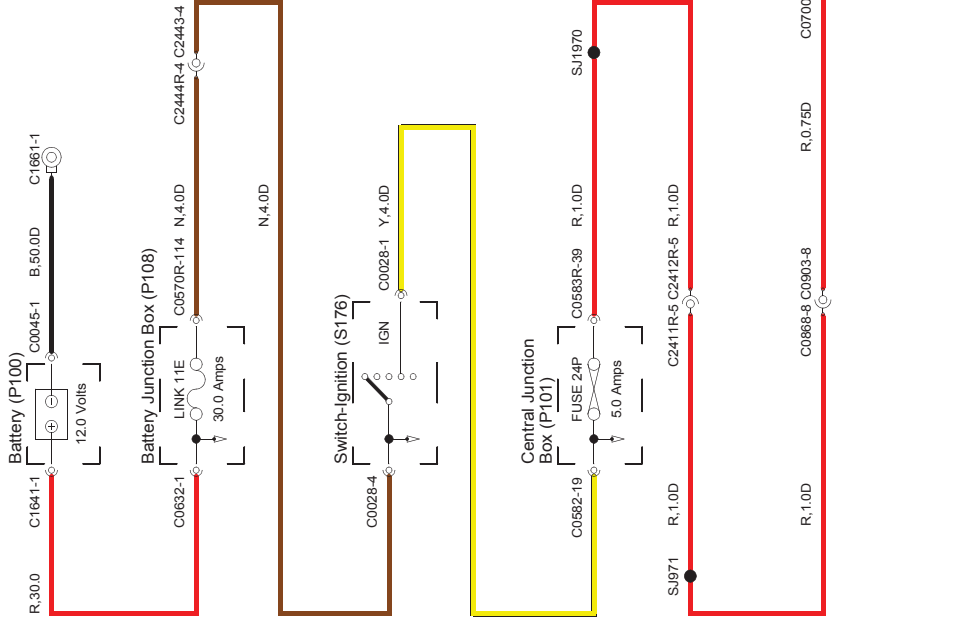 Battery (P100)
C1641-1
R,30.0
12.0 Volts
C0045-1
B,50.0D
C1661-1
Battery Junction Box (P108)
C0632-1
LINK 11E
30.0 Amps
C0570R-114
N,4.0D
C2444R-4
C2443-4
N,4.0D
Switch-Ignition (S176)
C0028-4
IGN
C0028-1
Y,4.0D
Central Junction
Box (P101)
C0582-19
FUSE 24P
5.0 Amps
C0583R-39
R,1.0D
SJ1970
SJ971
R,1.0D
C2411R-5
C2412R-5
R,1.0D
R,1.0D
C0868-8
C0903-8
R,0.75D
C0700